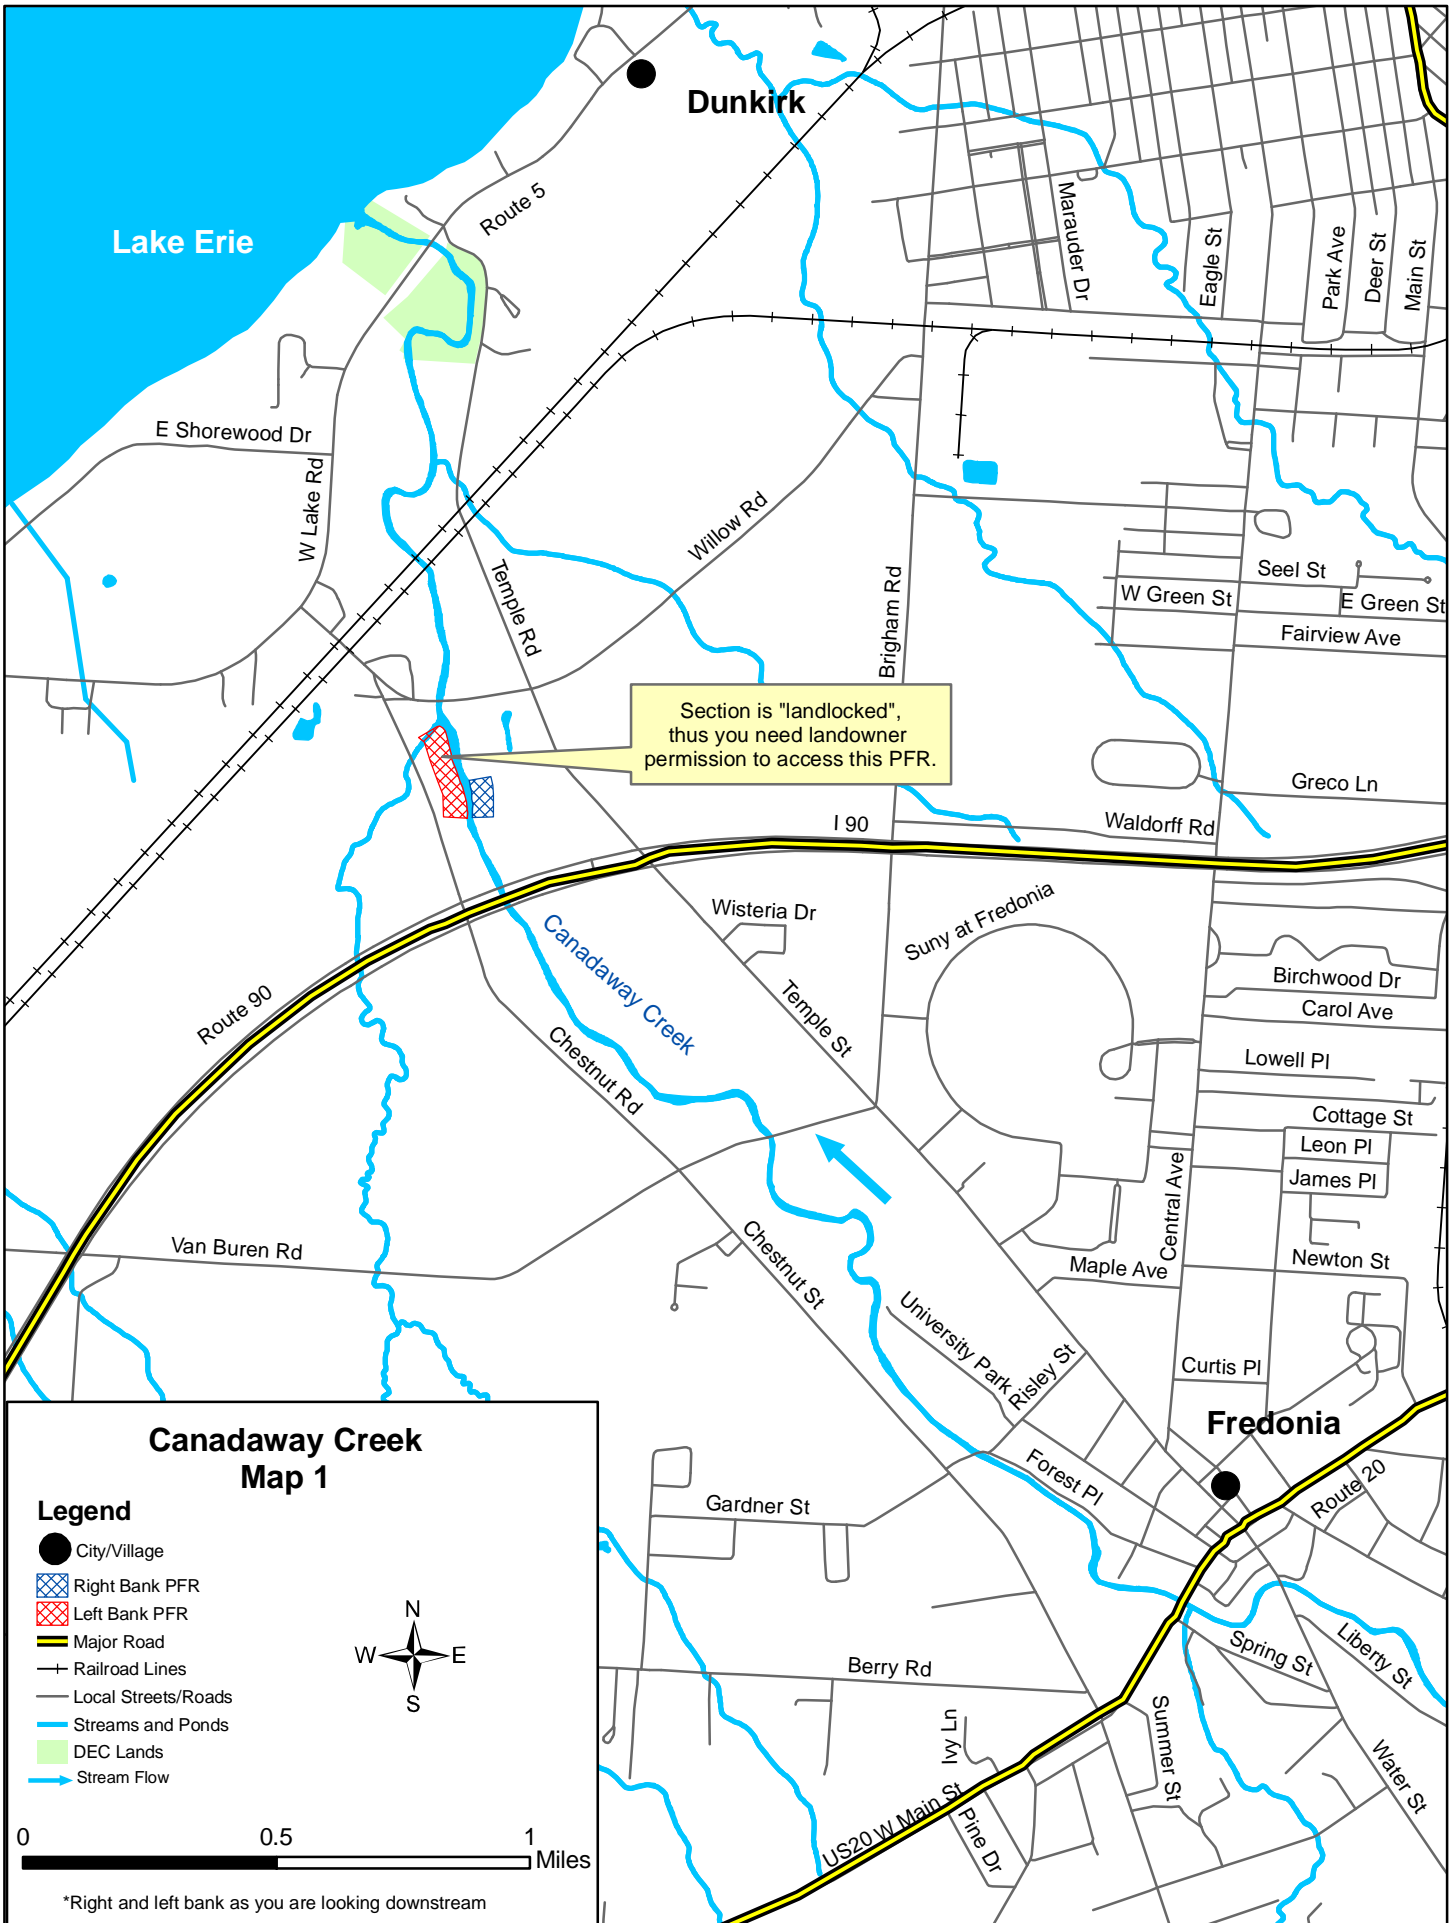 Dunkirk
Lake Erie
Route 5
Marauder Dr
Eagle St
Park Ave
Deer St
Main St
E Shorewood Dr
W Lake Rd
Willow Rd
Temple Rd
Brigham Rd
Seel St
W Green St
E Green St
Fairview Ave
Section is "landlocked",
thus you need landowner
permission to access this PFR.
Greco Ln
Waldorff Rd
I 90
Wisteria Dr
Suny at Fredonia
Canadaway Creek
Birchwood Dr
Carol Ave
Route 90
Temple St
Chestnut Rd
Lowell Pl
Cottage St
Leon Pl
James Pl
Central Ave
Van Buren Rd
Chestnut St
Maple Ave
Newton St
University Park
Risley St
Curtis Pl
Fredonia
Forest Pl
Route 20
Gardner St
Spring St
Liberty St
Berry Rd
Ivy Ln
Summer St
Water St
US20 W Main St
Pine Dr
Canadaway Creek
Map 1
Legend
City/Village
Right Bank PFR
Left Bank PFR
Major Road
Railroad Lines
Local Streets/Roads
Streams and Ponds
DEC Lands
Stream Flow
N
W E
S
0 0.5 1
Miles
*Right and left bank as you are looking downstream